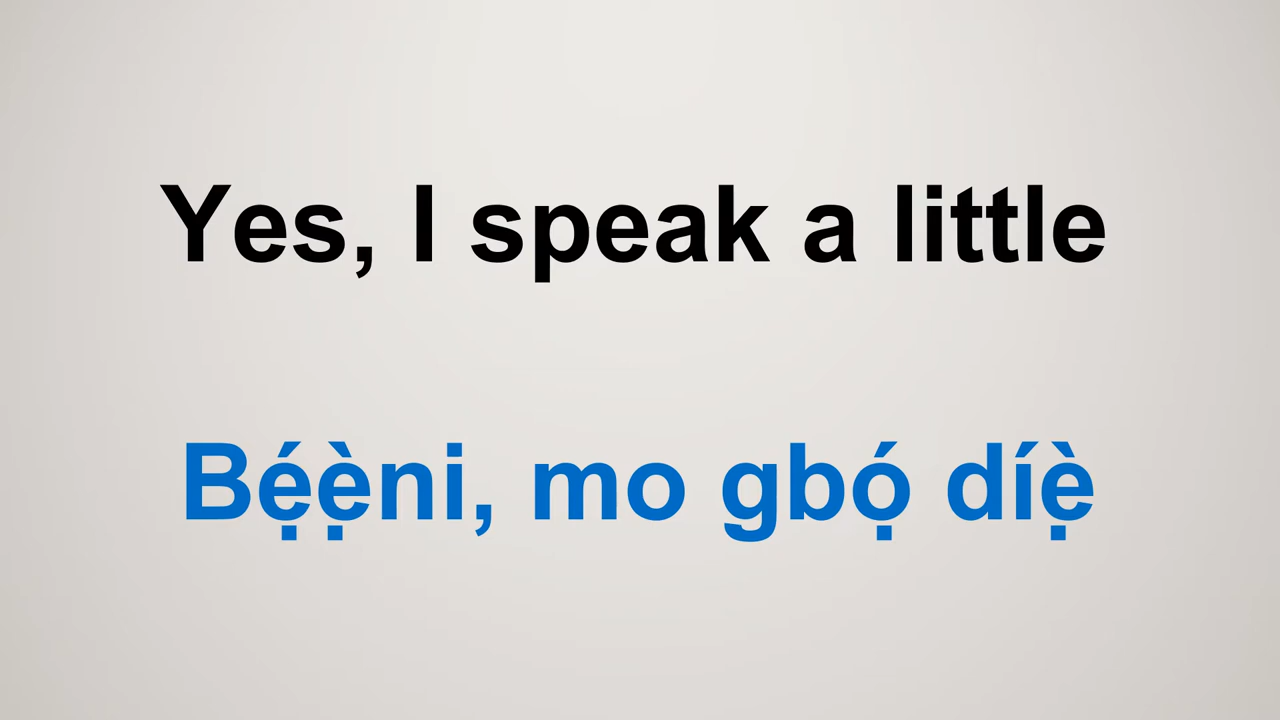 Yes, I speak a little
Bẹ́ẹ̀ni, mo gbọ́ díẹ̀